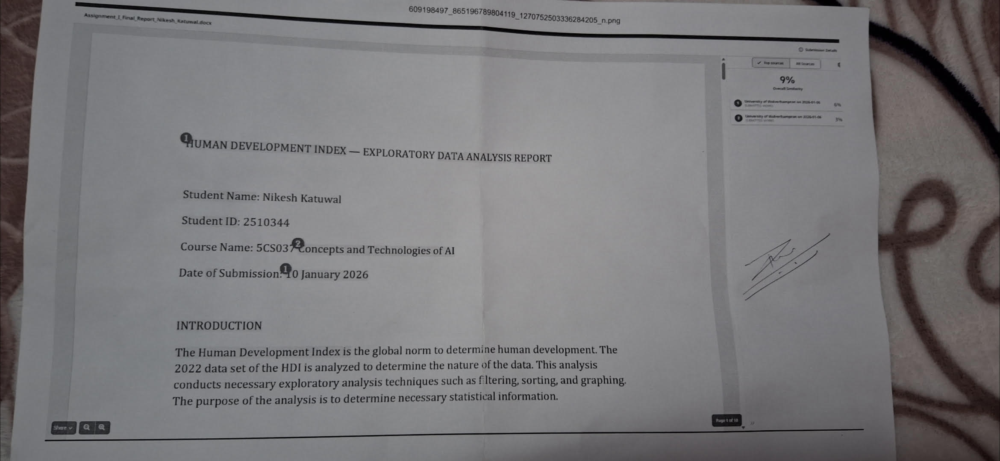 609198497_865196789804119_1270752503336284205_n.png
Assignment_I_Final_Report_Nikesh_Katuwal.docx
Submission Details
Top sources
All Sources
9%
Overall Similarity
1 University of Wolverhampton on 2026-01-06 6%
SUBMITTED WORKS
2 University of Wolverhampton on 2026-01-06 3%
SUBMITTED WORKS
1
HUMAN DEVELOPMENT INDEX — EXPLORATORY DATA ANALYSIS REPORT
Student Name: Nikesh Katuwal
Student ID: 2510344
Course Name: 5CS037 2 Concepts and Technologies of AI
Date of Submission: 1 10 January 2026
INTRODUCTION
The Human Development Index is the global norm to determine human development. The
2022 data set of the HDI is analyzed to determine the nature of the data. This analysis
conducts necessary exploratory analysis techniques such as filtering, sorting, and graphing.
The purpose of the analysis is to determine necessary statistical information.
Share
Page 1 of 10